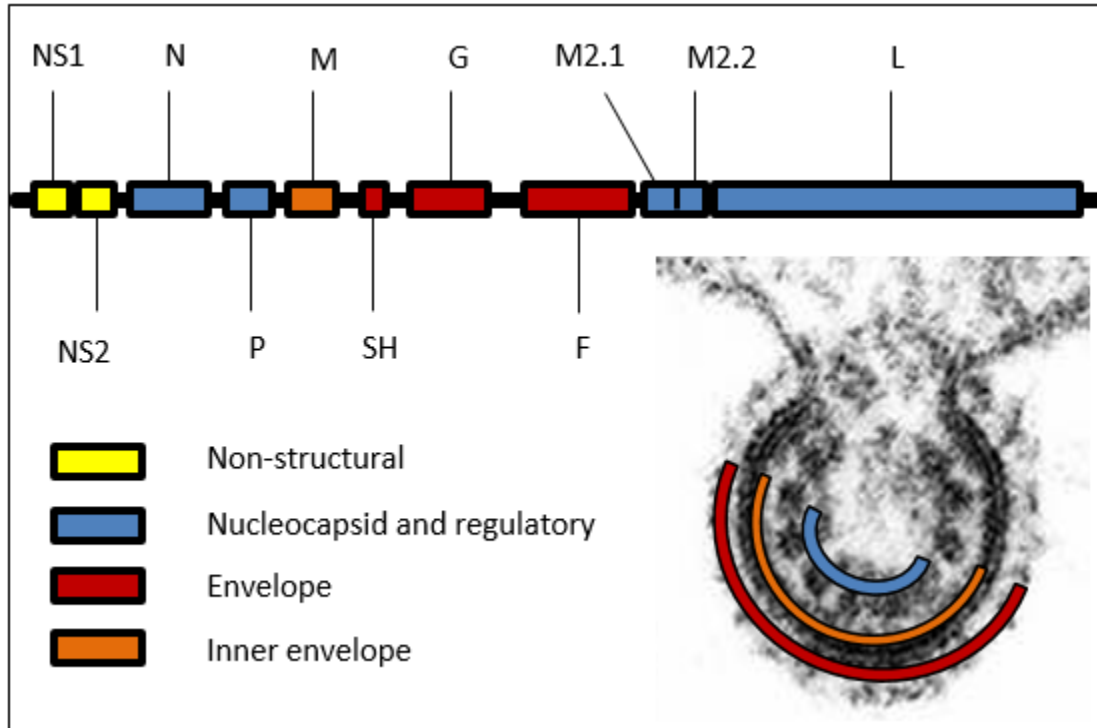 NS1
N
M
G
M2.1
M2.2
L
NS2
P
SH
F
Non-structural
Nucleocapsid and regulatory
Envelope
Inner envelope